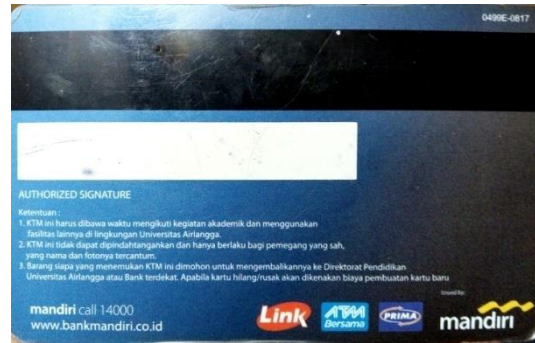 0499E-0817
AUTHORIZED SIGNATURE
Ketentuan :
1. KTM ini harus dibawa waktu mengikuti kegiatan akademik dan menggunakan
fasilitas lainnya di lingkungan Universitas Airlangga.
2. KTM ini tidak dapat dipindahtangankan dan hanya berlaku bagi pemegang yang sah,
yang nama dan fotonya tercantum.
3. Barang siapa yang menemukan KTM ini dimohon untuk mengembalikannya ke Direktorat Pendidikan
Universitas Airlangga atau Bank terdekat. Apabila kartu hilang/rusak akan dikenakan biaya pembuatan kartu baru
Issued by:
mandiri call 14000
www.bankmandiri.co.id
Link
ATM
Bersama
PRIMA
mandiri